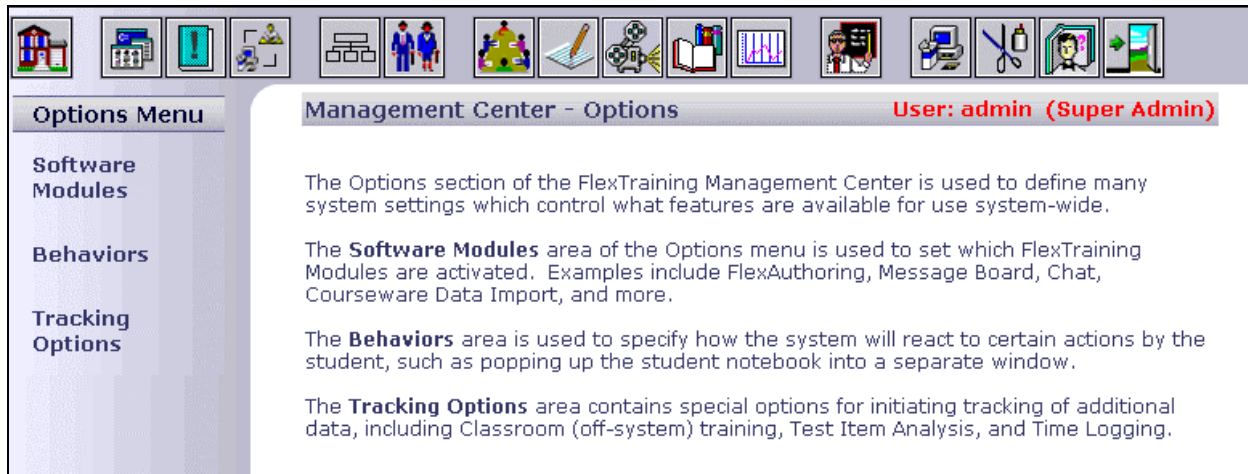 Options Menu
Management Center - Options
User: admin (Super Admin)
Software
Modules
Behaviors
Tracking
Options
The Options section of the FlexTraining Management Center is used to define many
system settings which control what features are available for use system-wide.
The Software Modules area of the Options menu is used to set which FlexTraining
Modules are activated. Examples include FlexAuthoring, Message Board, Chat,
Courseware Data Import, and more.
The Behaviors area is used to specify how the system will react to certain actions by the
student, such as popping up the student notebook into a separate window.
The Tracking Options area contains special options for initiating tracking of additional
data, including Classroom (off-system) training, Test Item Analysis, and Time Logging.